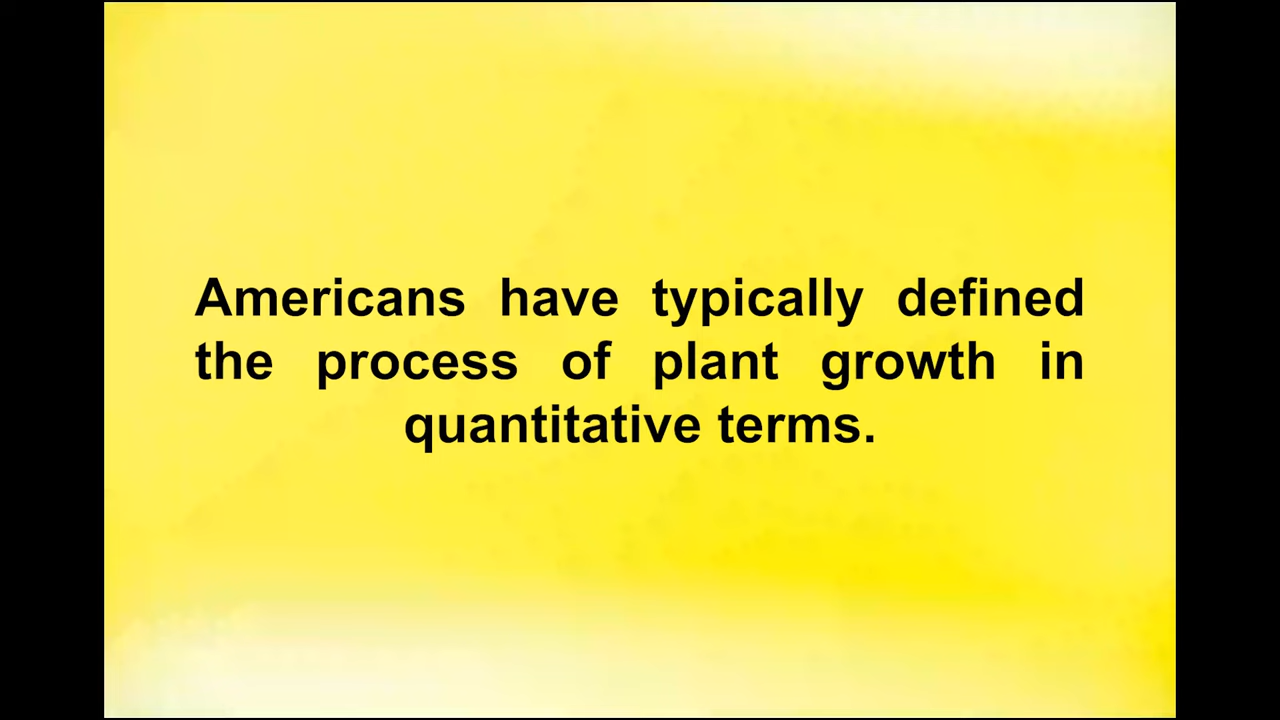 Americans have typically defined
the process of plant growth in
quantitative terms.